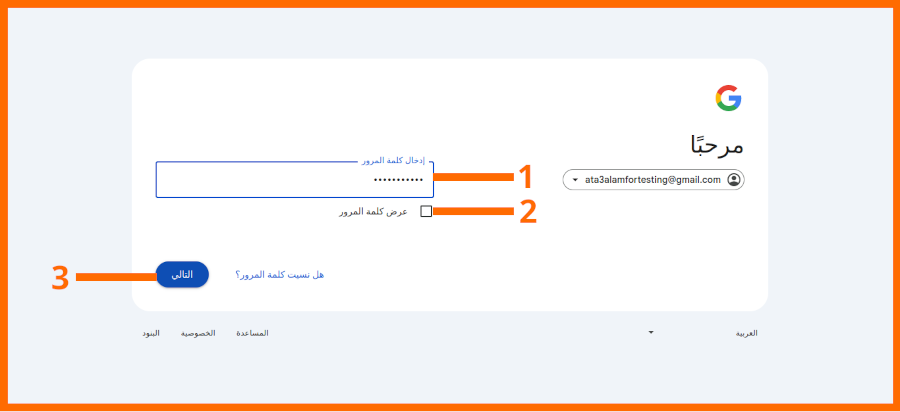 مرحبًا
ata3alamfortesting@gmail.com
إدخال كلمة المرور
•••••••••••
1
عرض كلمة المرور
2
هل نسيت كلمة المرور؟
التالي
3
العربية
المساعدة
الخصوصية
البنود